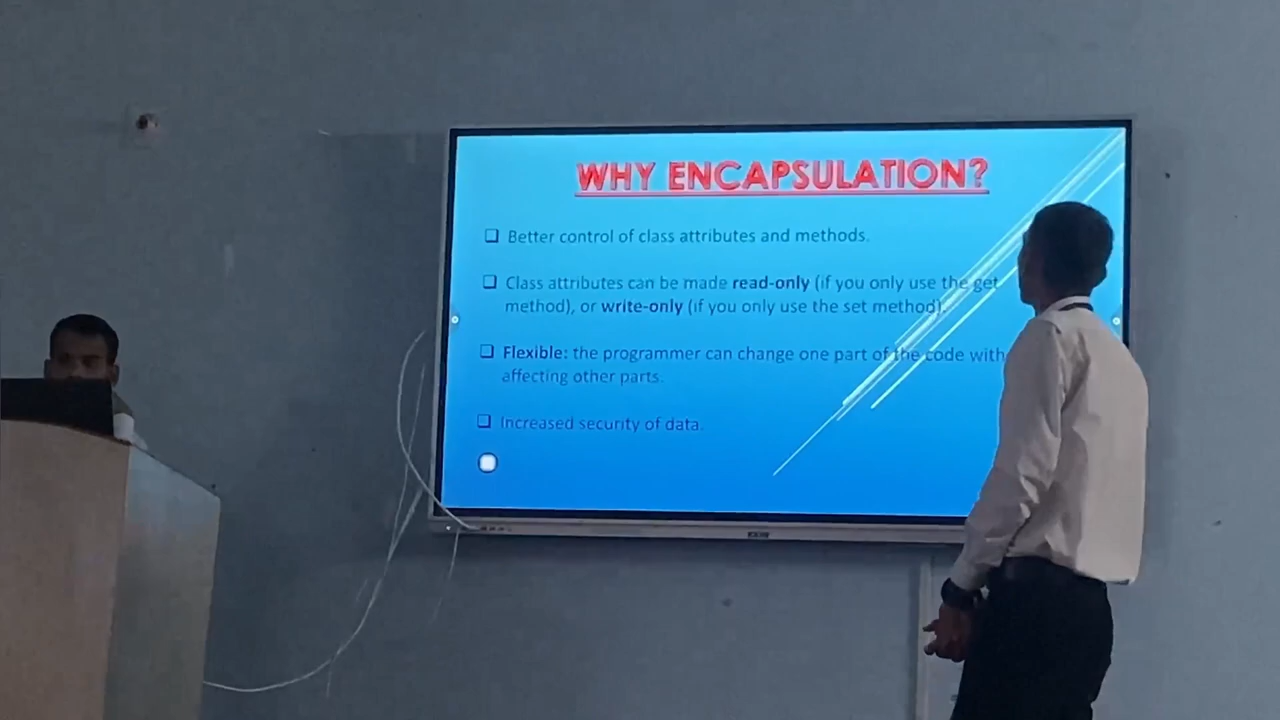 WHY ENCAPSULATION?
❑ Better control of class attributes and methods.
❑ Class attributes can be made read-only (if you only use the get
method), or write-only (if you only use the set method).
❑ Flexible: the programmer can change one part of the code with
affecting other parts.
❑ Increased security of data.